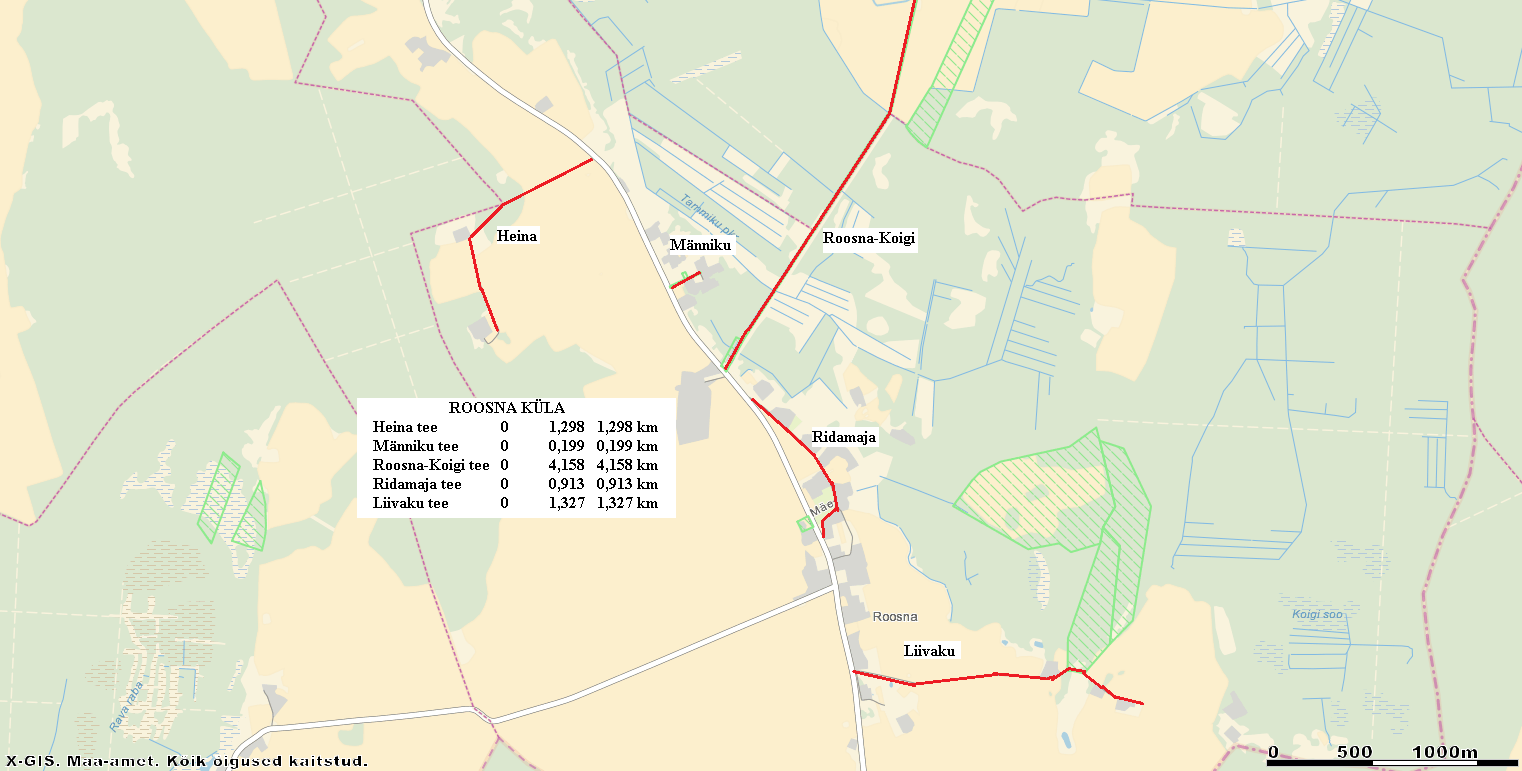 Tammiku pkr
Heina
Männiku
Roosna-Koigi
ROOSNA KÜLA
Heina tee 0 1,298 1,298 km
Männiku tee 0 0,199 0,199 km
Roosna-Koigi tee 0 4,158 4,158 km
Ridamaja tee 0 0,913 0,913 km
Liivaku tee 0 1,327 1,327 km
Ridamaja
Mäe
Roosna
Koigi soo
Liivaku
Rava raba
0 500 1000m
X-GIS. Maa-amet. Kõik õigused kaitstud.